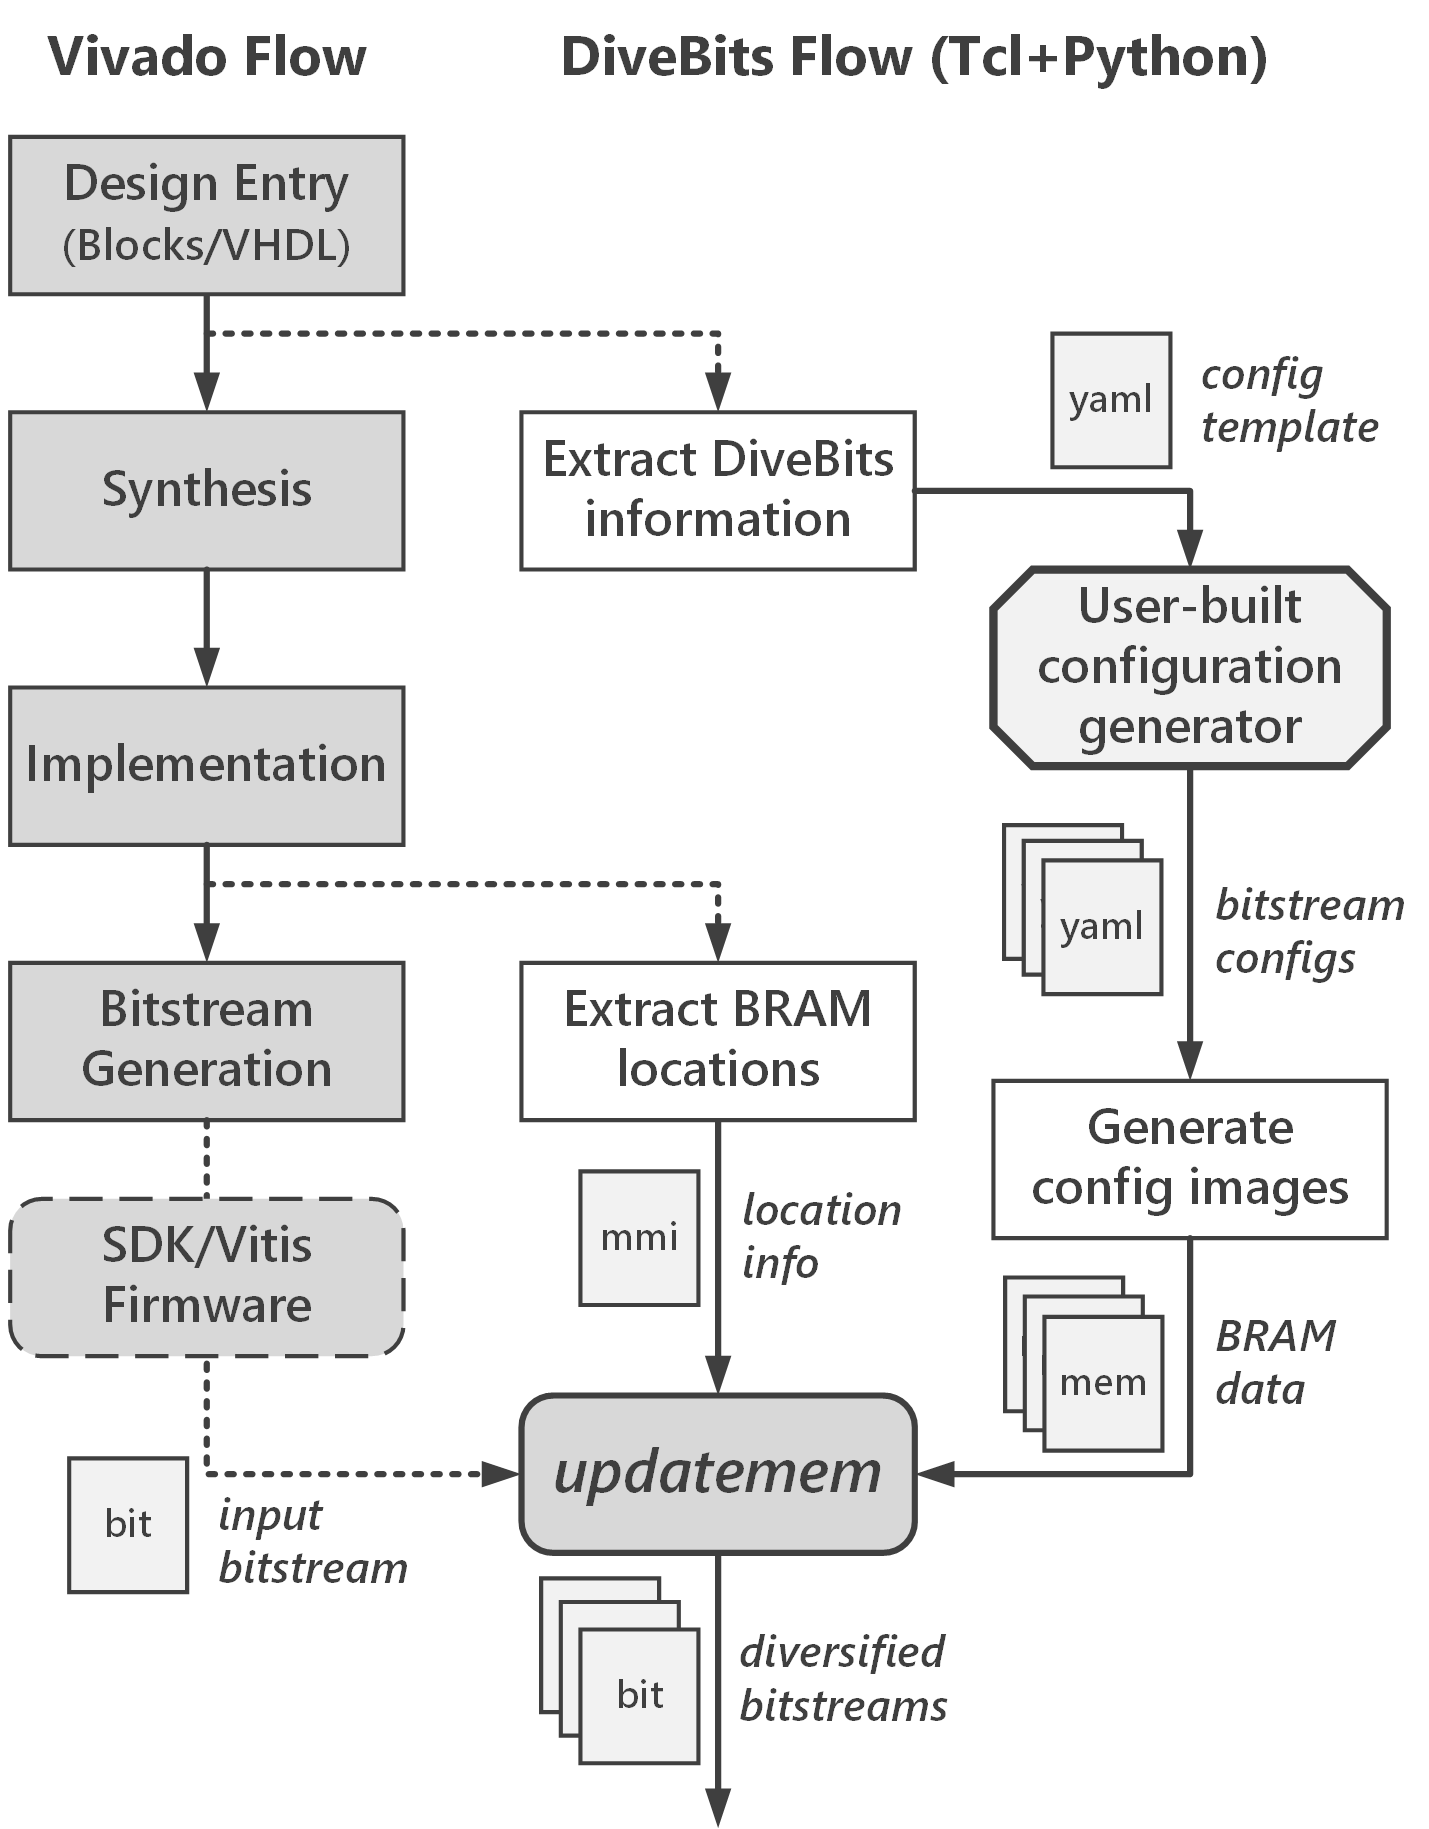 Vivado Flow
DiveBits Flow (Tcl+Python)
Design Entry
(Blocks/VHDL)
Synthesis
Extract DiveBits
information
yaml
config
template
User-built
configuration
generator
Implementation
yaml
bitstream
configs
Bitstream
Generation
Extract BRAM
locations
Generate
config images
SDK/Vitis
Firmware
mmi
location
info
mem
BRAM
data
updatemem
bit
input
bitstream
bit
diversified
bitstreams